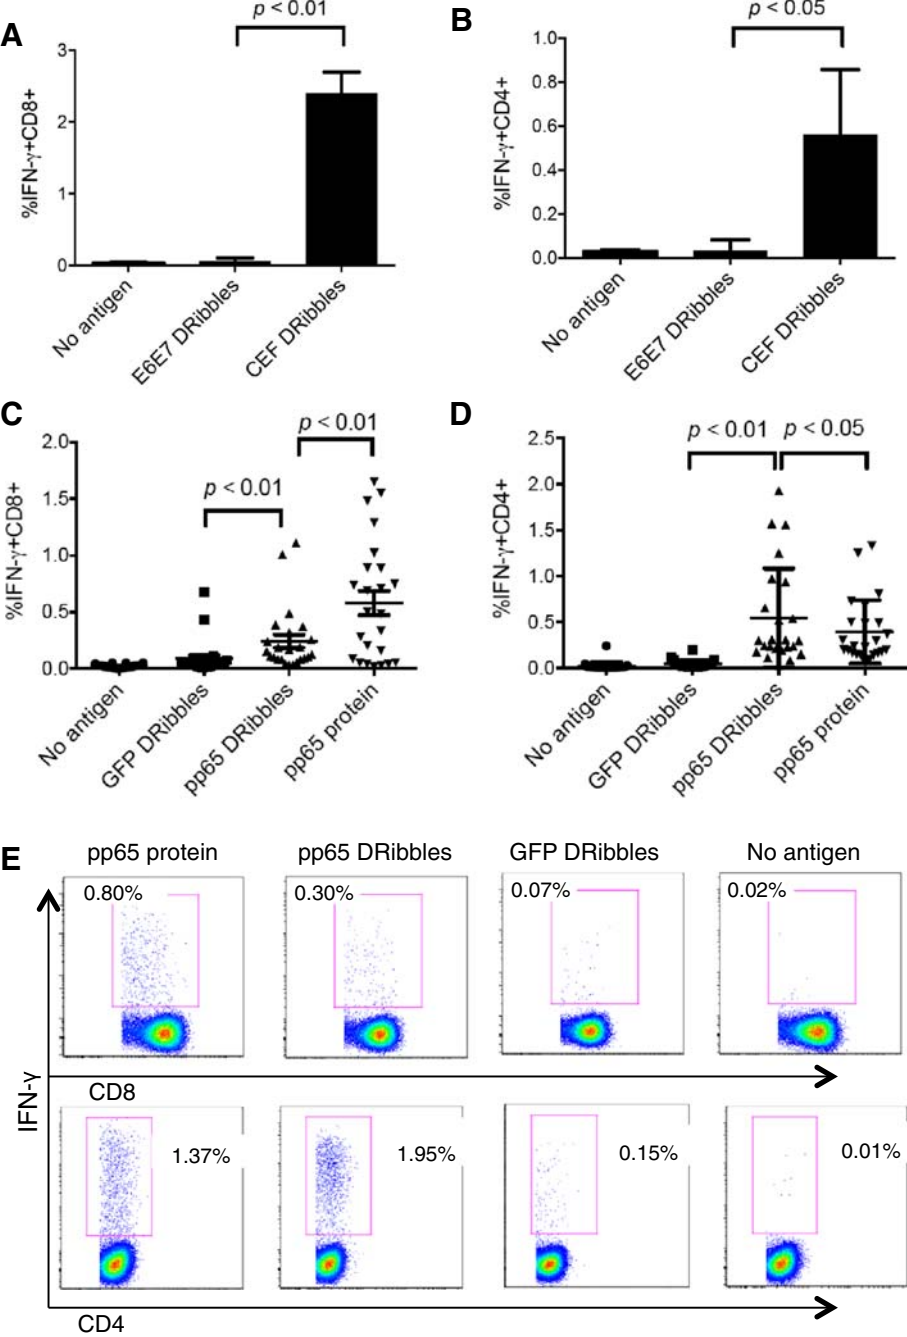 A
p < 0.01
%IFN-γ+CD8+
3
2
1
0
No antigen
E6E7 DRibbles
CEF DRibbles
B
p < 0.05
%IFN-γ+CD4+
1.0
0.8
0.6
0.4
0.2
0.0
No antigen
E6E7 DRibbles
CEF DRibbles
C
p < 0.01
p < 0.01
%IFN-γ+CD8+
2.0
1.5
1.0
0.5
0.0
No antigen
GFP DRibbles
pp65 DRibbles
pp65 protein
D
p < 0.01
p < 0.05
%IFN-γ+CD4+
2.5
2.0
1.5
1.0
0.5
0.0
No antigen
GFP DRibbles
pp65 DRibbles
pp65 protein
E
pp65 protein
pp65 DRibbles
GFP DRibbles
No antigen
0.80%
0.30%
0.07%
0.02%
IFN-γ
CD8
1.37%
1.95%
0.15%
0.01%
CD4